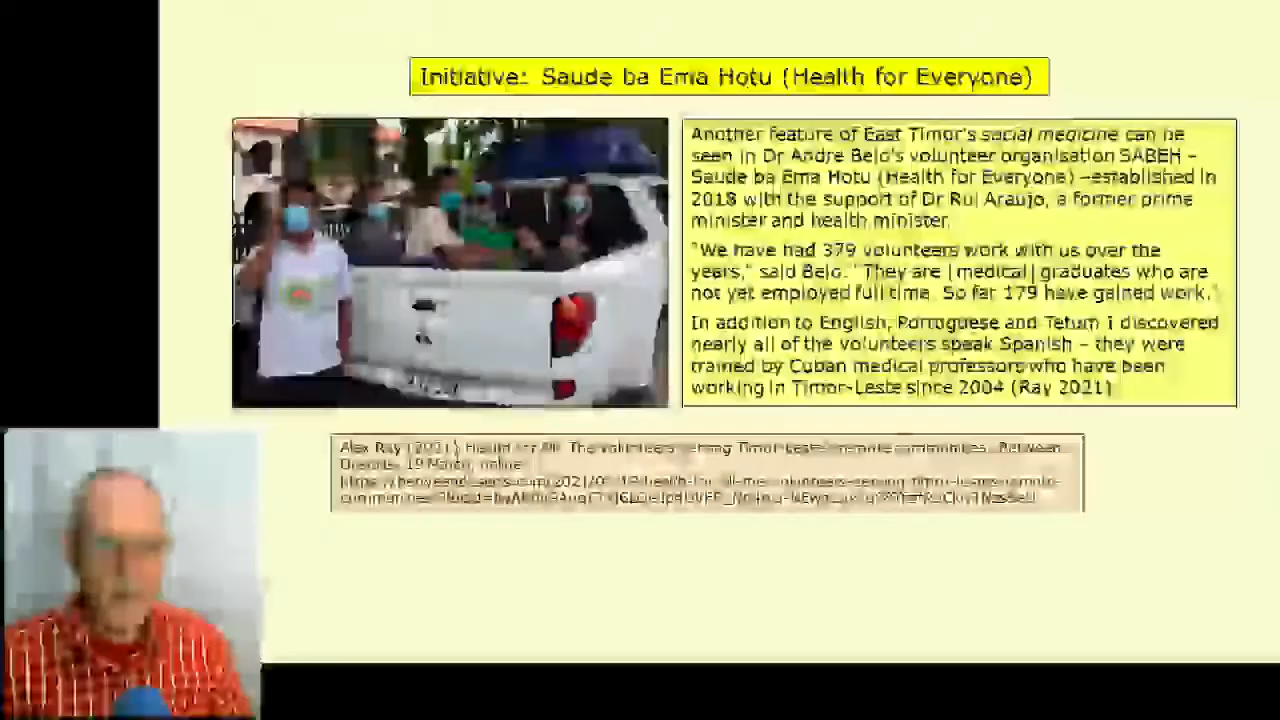 Initiative: Saude ba Ema Hotu (Health for Everyone)
Another feature of East Timor's social medicine can be
seen in Dr Andre Belo's volunteer organisation SABEH –
Saude ba Ema Hotu (Health for Everyone) –established in
2018 with the support of Dr Rui Araujo, a former prime
minister and health minister.
"We have had 379 volunteers work with us over the
years," said Belo. "They are [medical] graduates who are
not yet employed full time. So far 179 have gained work."
In addition to English, Portoguese and Tetum I discovered
nearly all of the volunteers speak Spanish – they were
trained by Cuban medical professors who have been
working in Timor-Leste since 2004 (Ray 2021)
Alex Ray (2021) Health for All: The volunteers serving Timor-Leste's remote communities, Between
19 March, online